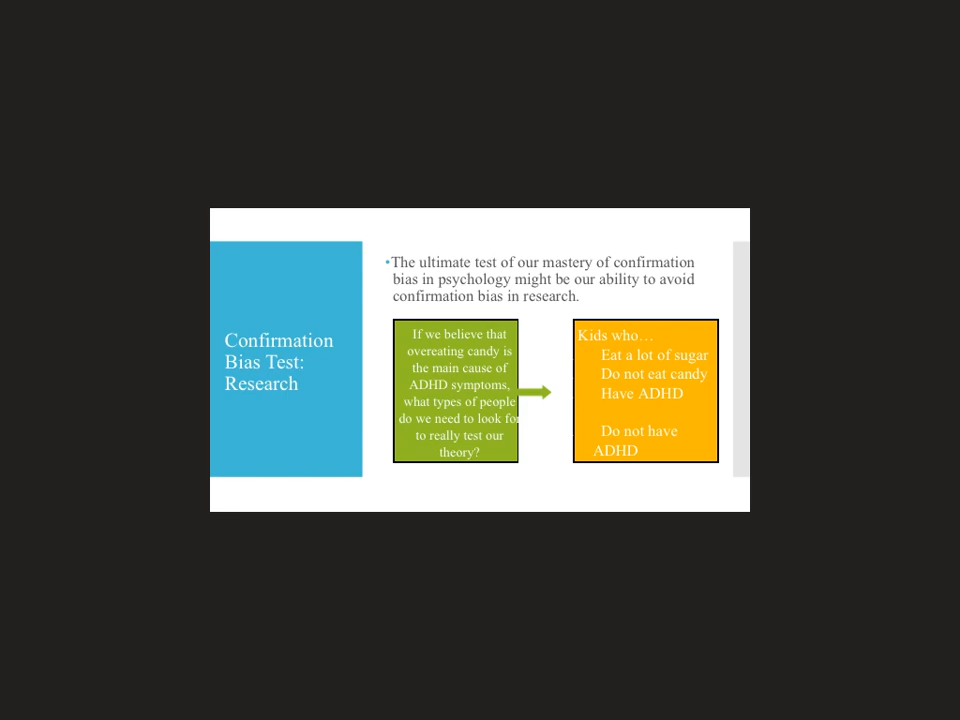 Confirmation
Bias Test:
Research
•The ultimate test of our mastery of confirmation
bias in psychology might be our ability to avoid
confirmation bias in research.
If we believe that
overeating candy is
the main cause of
ADHD symptoms,
what types of people
do we need to look for
to really test our
theory?
Kids who…
Eat a lot of sugar
Do not eat candy
Have ADHD
Do not have
ADHD